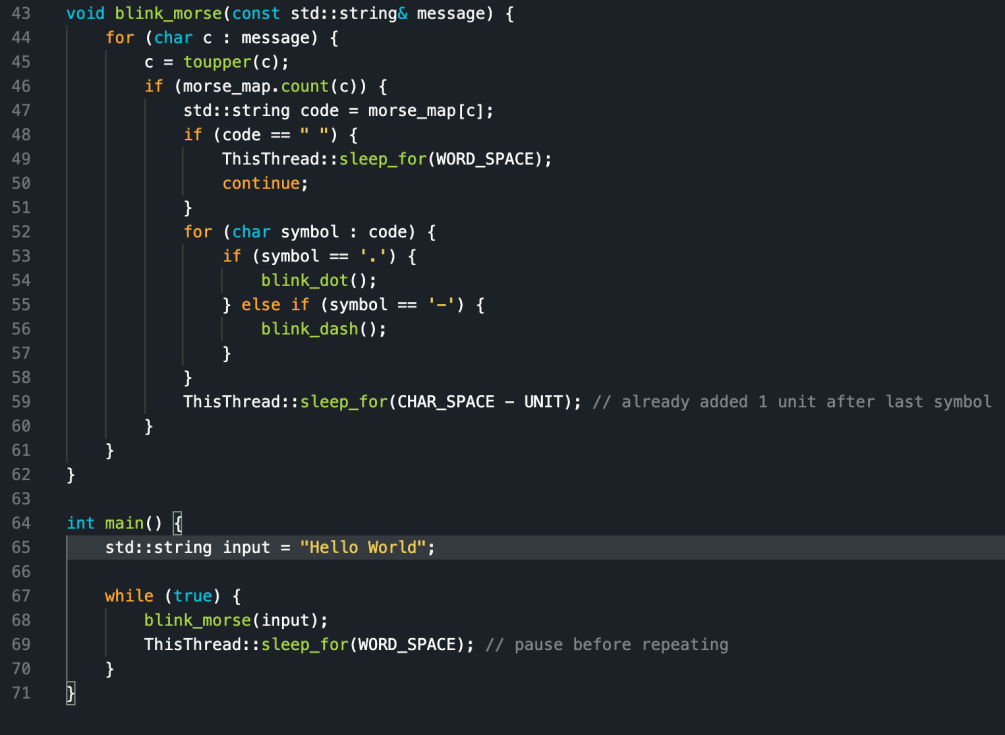 43 void blink_morse(const std::string& message) {
44     for (char c : message) {
45         c = toupper(c);
46         if (morse_map.count(c)) {
47             std::string code = morse_map[c];
48             if (code == " ") {
49                 ThisThread::sleep_for(WORD_SPACE);
50                 continue;
51             }
52             for (char symbol : code) {
53                 if (symbol == '.') {
54                     blink_dot();
55                 } else if (symbol == '-') {
56                     blink_dash();
57                 }
58             }
59             ThisThread::sleep_for(CHAR_SPACE - UNIT); // already added 1 unit after last symbol
60         }
61     }
62 }
63
64 int main() {
65     std::string input = "Hello World";
66
67     while (true) {
68         blink_morse(input);
69         ThisThread::sleep_for(WORD_SPACE); // pause before repeating
70     }
71 }